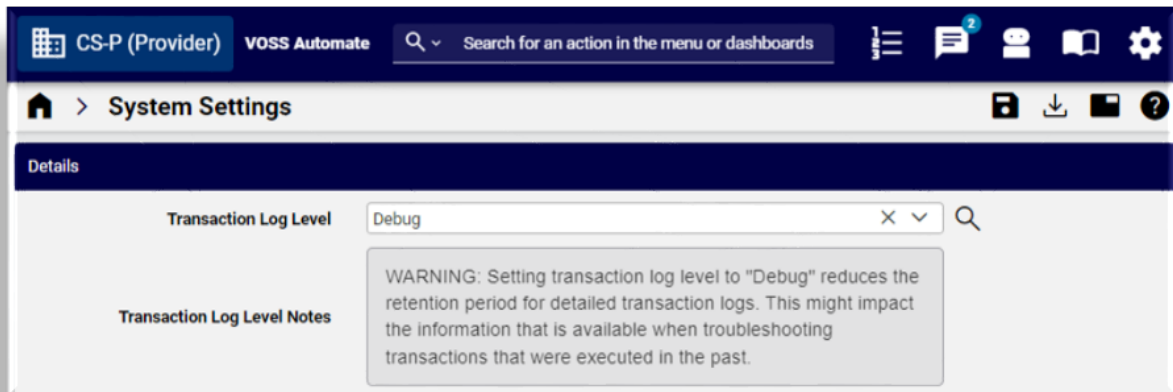 CS-P (Provider) VOSS Automate Search for an action in the menu or dashboards 2
System Settings
Details
Transaction Log Level Debug
WARNING: Setting transaction log level to "Debug" reduces the
retention period for detailed transaction logs. This might impact
Transaction Log Level Notes
the information that is available when troubleshooting
transactions that were executed in the past.